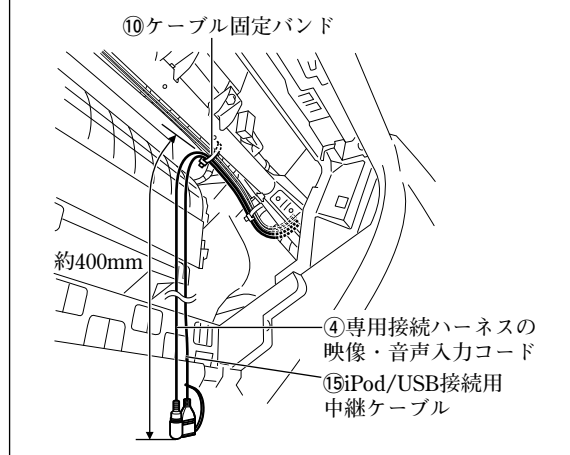 ⑩ケーブル固定バンド
約400mm
④専用接続ハーネスの
映像・音声入力コード
⑮iPod/USB接続用
中継ケーブル